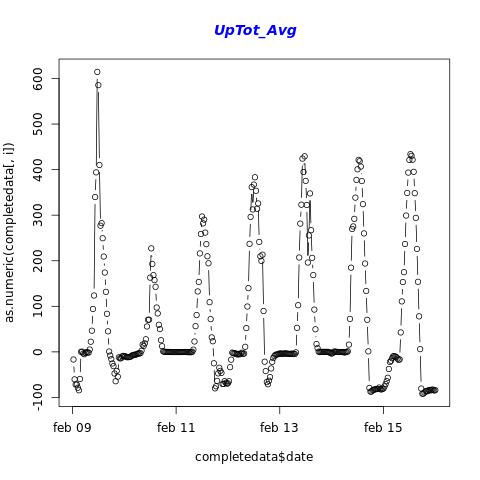 UpTot_Avg
as.numeric(completedata[, i])
600
500
400
300
200
100
0
-100
feb 09
feb 11
feb 13
feb 15
completedata$date